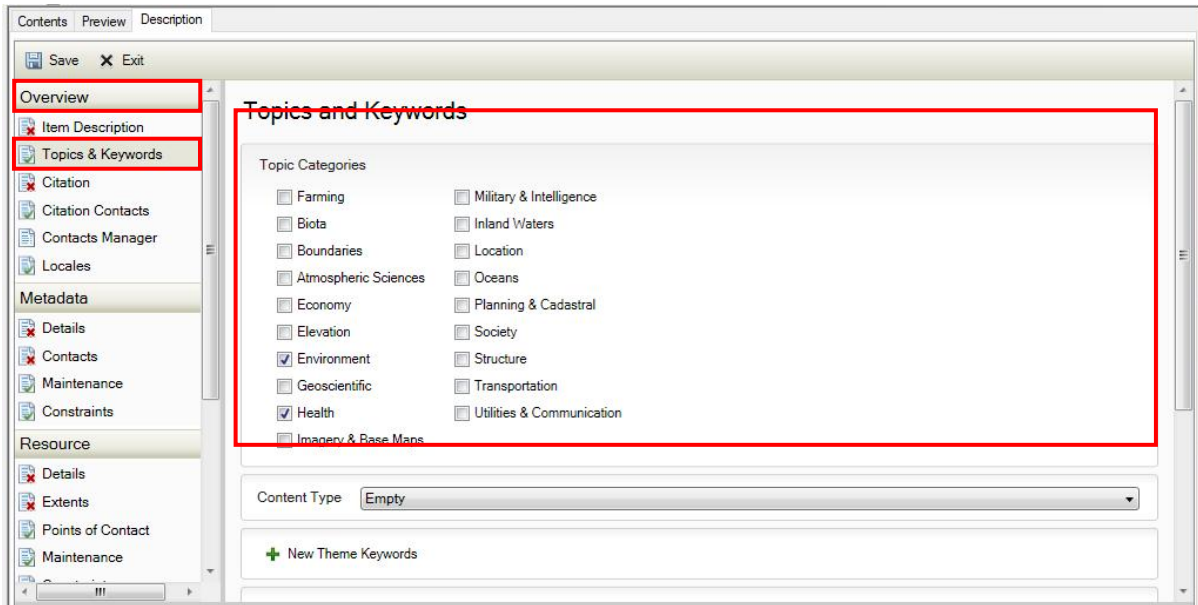 Contents Preview Description
Save Exit
Overview
Item Description
Topics & Keywords
Citation
Citation Contacts
Contacts Manager
Locales
Metadata
Details
Contacts
Maintenance
Constraints
Resource
Details
Extents
Points of Contact
Maintenance
Topics and Keywords
Topic Categories
Farming Military & Intelligence
Biota Inland Waters
Boundaries Location
Atmospheric Sciences Oceans
Economy Planning & Cadastral
Elevation Society
Environment Structure
Geoscientific Transportation
Health Utilities & Communication
Imagery & Base Maps
Content Type Empty
New Theme Keywords